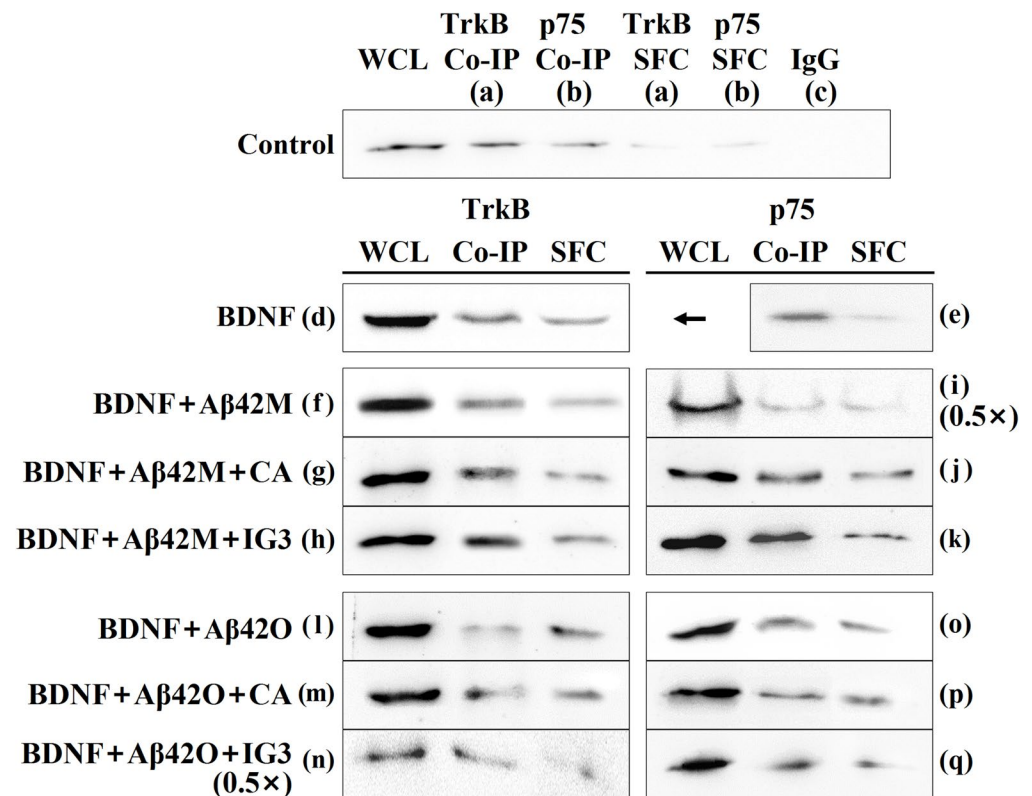 TrkB p75 TrkB p75
WCL Co-IP Co-IP SFC SFC IgG
(a) (b) (a) (b) (c)
Control
TrkB p75
WCL Co-IP SFC WCL Co-IP SFC
BDNF (d) (e)
BDNF+Aβ42M (f) (i)
(0.5×)
BDNF+Aβ42M+CA (g) (j)
BDNF+Aβ42M+IG3 (h) (k)
BDNF+Aβ42O (l) (o)
BDNF+Aβ42O+CA (m) (p)
BDNF+Aβ42O+IG3 (n) (q)
(0.5×)